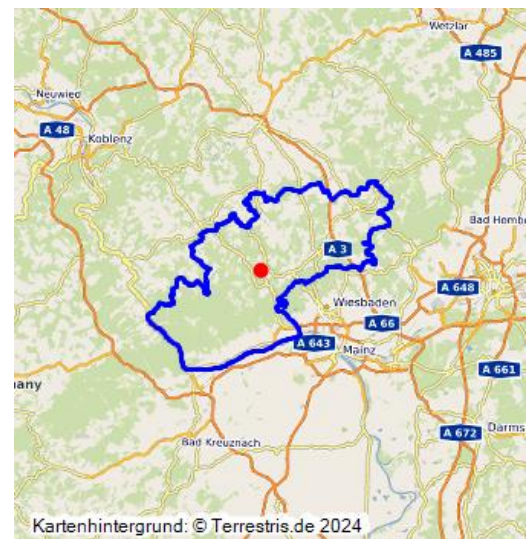 Wetzlar
A 485
Neuwied
A 48
Koblenz
Bad Hombu
A 3
Wiesbaden
A 648
A 66
A 643
Mainz
A 661
any
Darms
A 672
Bad Kreuznach
Kartenhintergrund: © Terrestris.de 2024